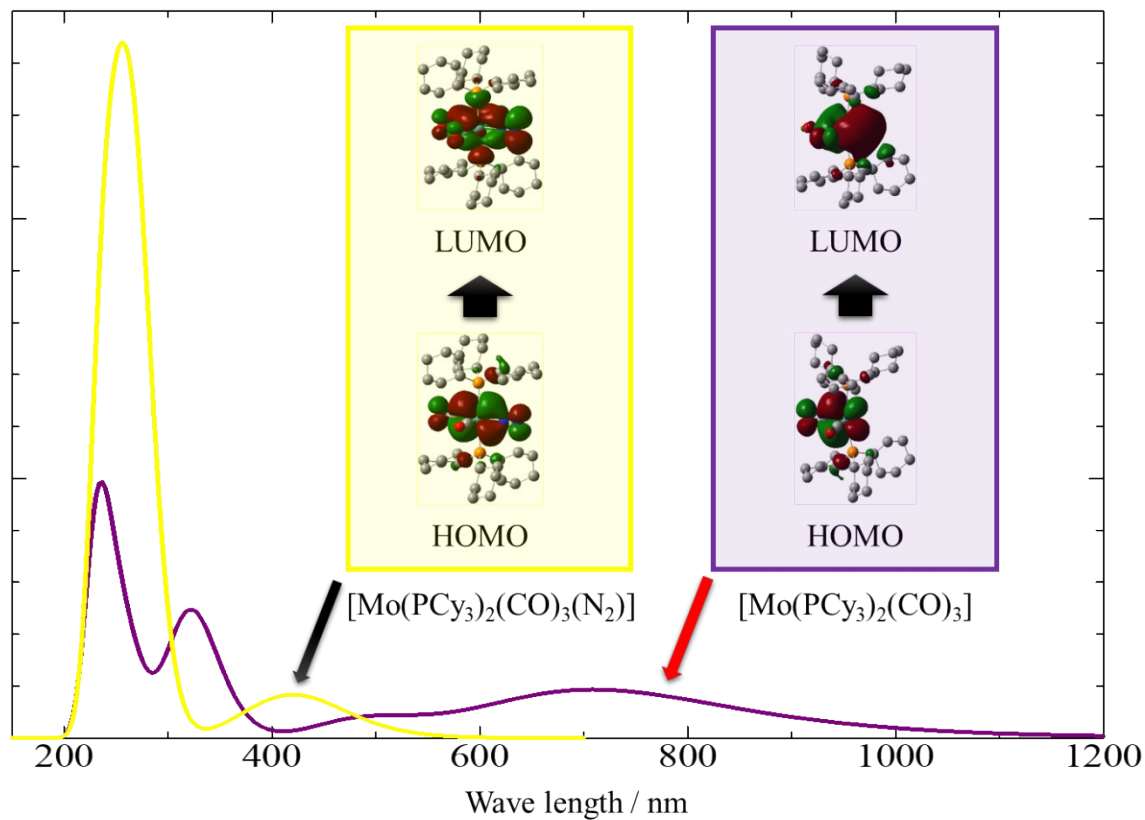 LUMO
LUMO
HOMO
HOMO
[Mo(PCy₃)₂(CO)₃(N₂)]
[Mo(PCy₃)₂(CO)₃]
200 400 600 800 1000 1200
Wave length / nm